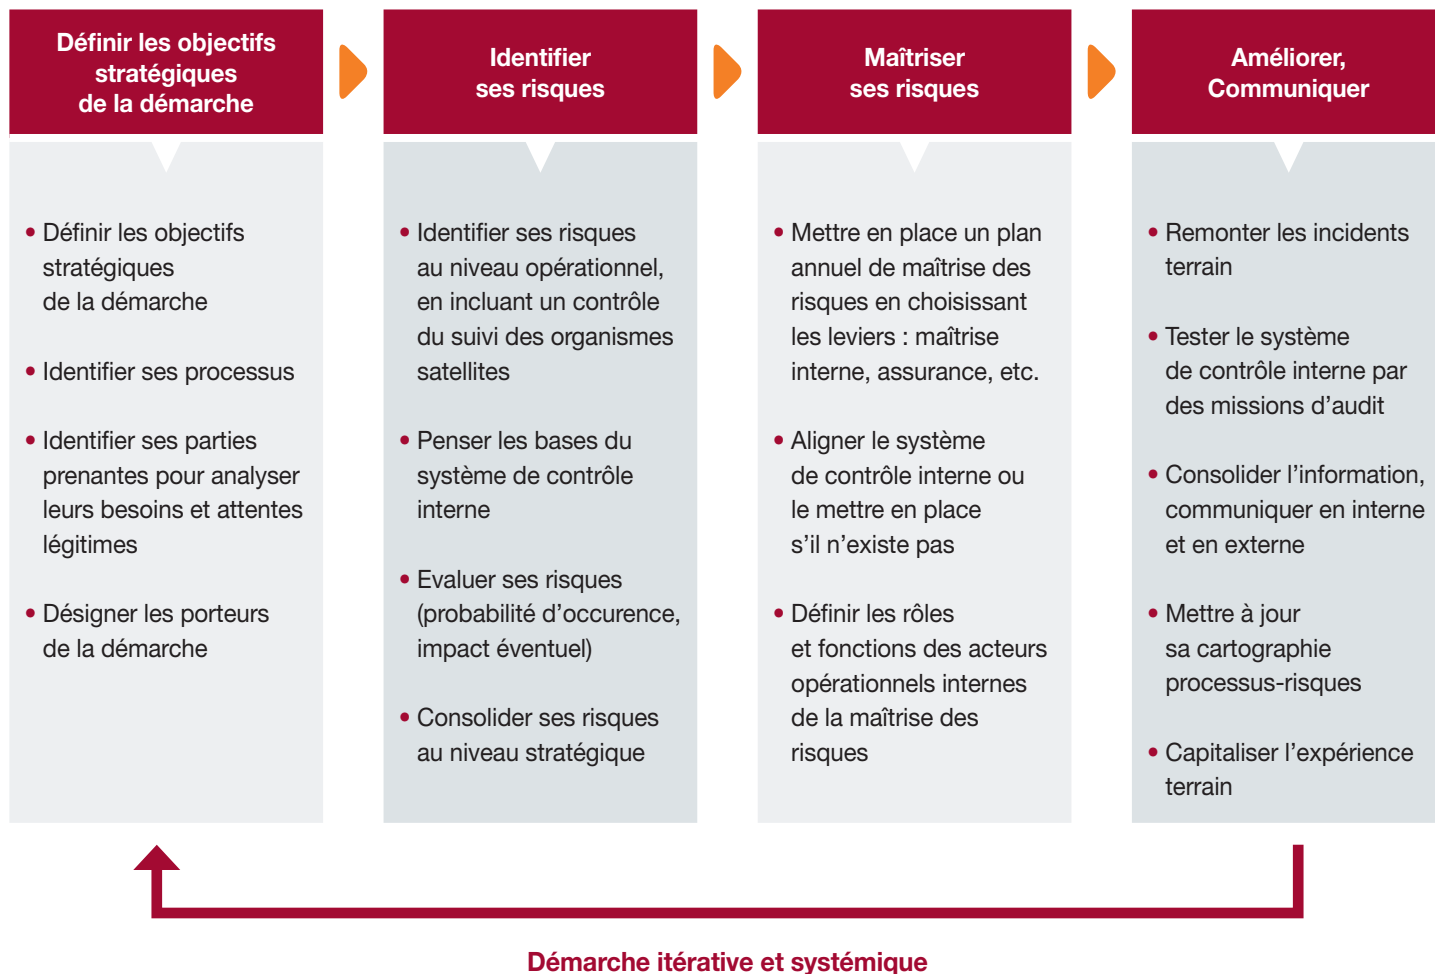 Définir les objectifs
stratégiques
de la démarche
• Définir les objectifs
stratégiques
de la démarche
• Identifier ses processus
• Identifier ses parties
prenantes pour analyser
leurs besoins et attentes
légitimes
• Désigner les porteurs
de la démarche
Identifier
ses risques
• Identifier ses risques
au niveau opérationnel,
en incluant un contrôle
du suivi des organismes
satellites
• Penser les bases du
système de contrôle
interne
• Evaluer ses risques
(probabilité d’occurence,
impact éventuel)
• Consolider ses risques
au niveau stratégique
Maîtriser
ses risques
• Mettre en place un plan
annuel de maîtrise des
risques en choisissant
les leviers : maîtrise
interne, assurance, etc.
• Aligner le système
de contrôle interne ou
le mettre en place
s’il n’existe pas
• Définir les rôles
et fonctions des acteurs
opérationnels internes
de la maîtrise des
risques
Améliorer,
Communiquer
• Remonter les incidents
terrain
• Tester le système
de contrôle interne par
des missions d’audit
• Consolider l’information,
communiquer en interne
et en externe
• Mettre à jour
sa cartographie
processus-risques
• Capitaliser l’expérience
terrain
Démarche itérative et systémique